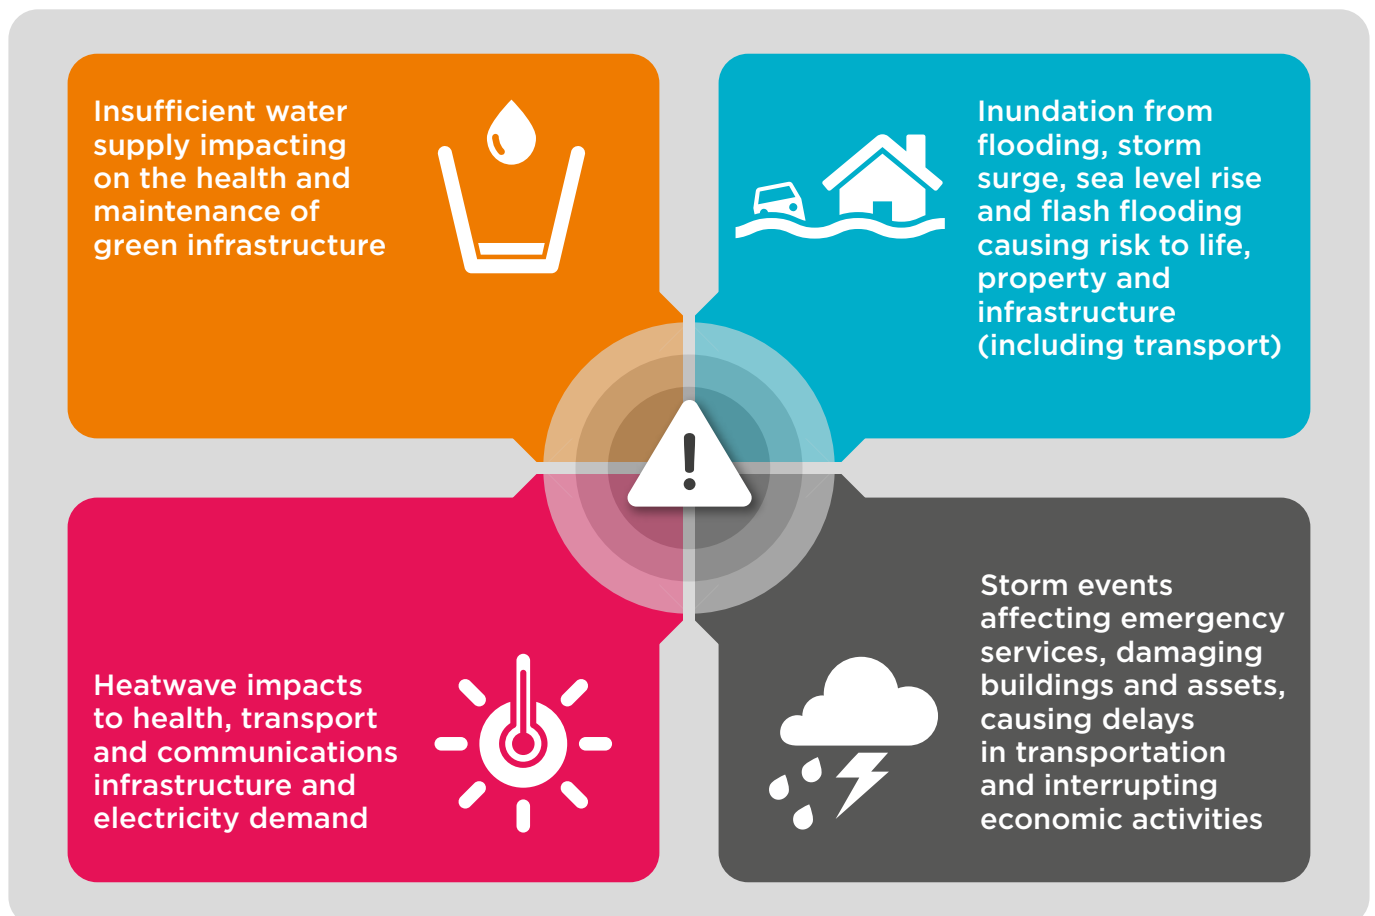 Insufficient water
supply impacting
on the health and
maintenance of
green infrastructure
Inundation from
flooding, storm
surge, sea level rise
and flash flooding
causing risk to life,
property and
infrastructure
(including transport)
Heatwave impacts
to health, transport
and communications
infrastructure and
electricity demand
Storm events
affecting emergency
services, damaging
buildings and assets,
causing delays
in transportation
and interrupting
economic activities